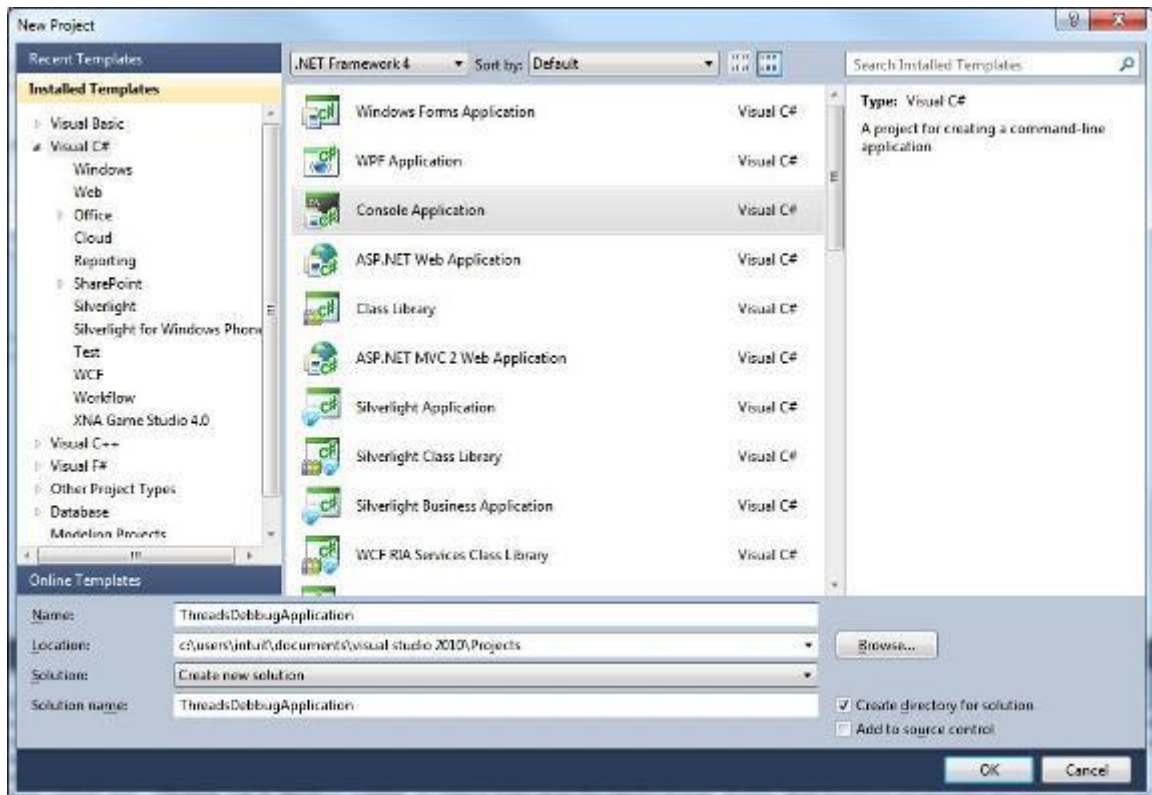 New Project
Recent Templates
Installed Templates
Visual Basic
Visual C#
Windows
Web
Office
Cloud
Reporting
SharePoint
Silverlight
Silverlight for Windows Phone
Test
WCF
Workflow
XNA Game Studio 4.0
Visual C++
Visual F#
Other Project Types
Database
Modeling Projects
Online Templates
.NET Framework 4
Sort by: Default
Windows Forms Application Visual C#
WPF Application Visual C#
Console Application Visual C#
ASP.NET Web Application Visual C#
Class Library Visual C#
ASP.NET MVC 2 Web Application Visual C#
Silverlight Application Visual C#
Silverlight Class Library Visual C#
Silverlight Business Application Visual C#
WCF RIA Services Class Library Visual C#
Search Installed Templates
Type: Visual C#
A project for creating a command-line
application
Name: ThreadsDebbugApplication
Location: c:\users\intuit\documents\visual studio 2010\Projects
Browse...
Solution: Create new solution
Solution name: ThreadsDebbugApplication
Create directory for solution
Add to source control
OK
Cancel